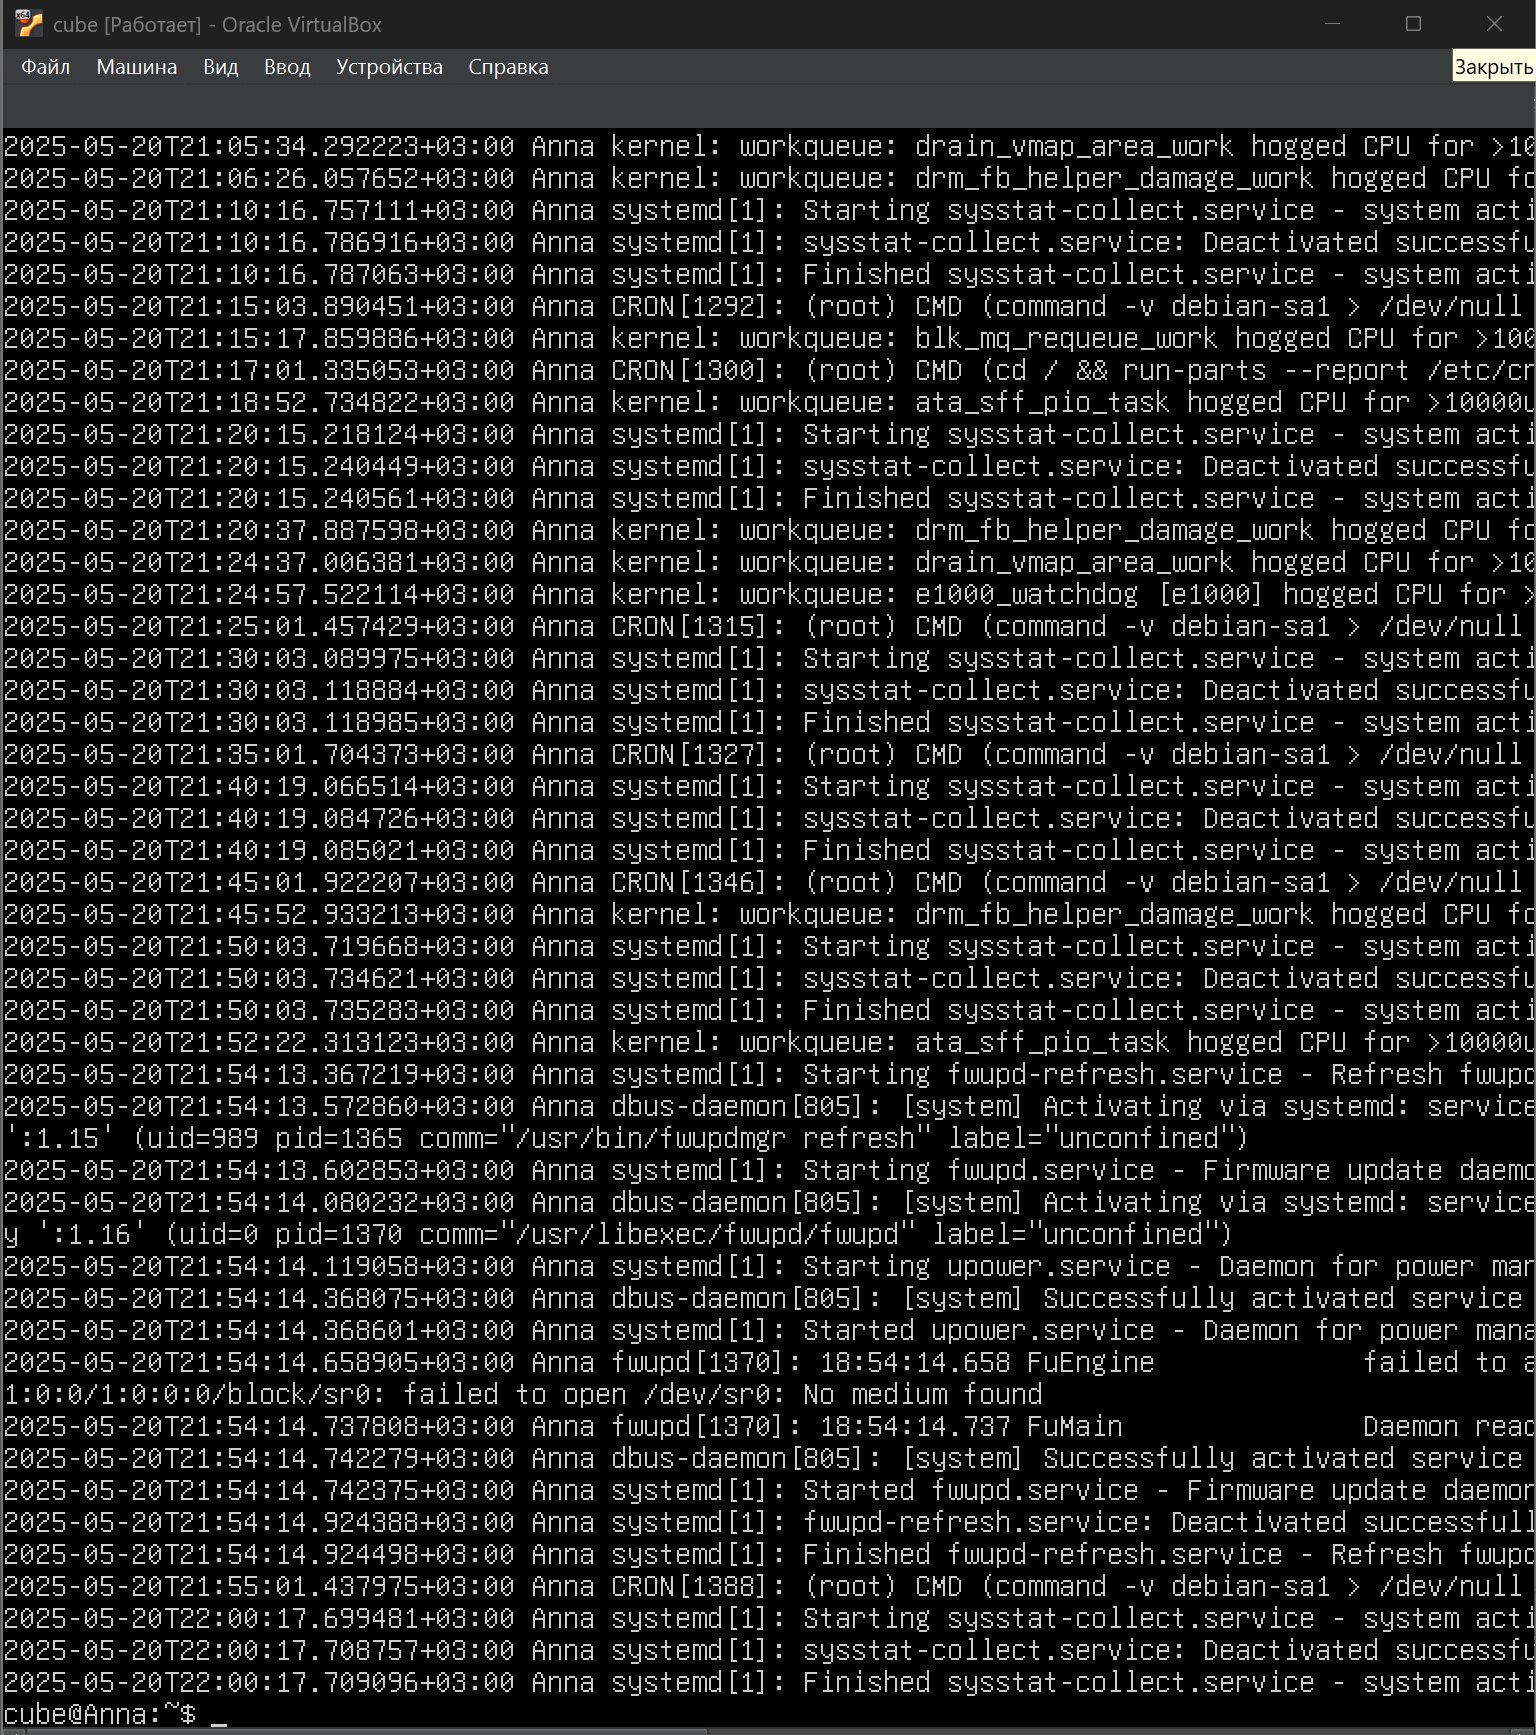 cube [Работает] - Oracle VirtualBox
Файл Машина Вид Ввод Устройства Справка
Закрыть
2025-05-20T21:05:34.292223+03:00 Anna kernel: workqueue: drain_vmap_area_work hogged CPU for >10
2025-05-20T21:06:26.057652+03:00 Anna kernel: workqueue: drm_fb_helper_damage_work hogged CPU fo
2025-05-20T21:10:16.757111+03:00 Anna systemd[1]: Starting sysstat-collect.service - system acti
2025-05-20T21:10:16.786916+03:00 Anna systemd[1]: sysstat-collect.service: Deactivated successfu
2025-05-20T21:10:16.787063+03:00 Anna systemd[1]: Finished sysstat-collect.service - system acti
2025-05-20T21:15:03.890451+03:00 Anna CRON[1292]: (root) CMD (command -v debian-sa1 > /dev/null
2025-05-20T21:15:17.859886+03:00 Anna kernel: workqueue: blk_mq_requeue_work hogged CPU for >100
2025-05-20T21:17:01.335053+03:00 Anna CRON[1300]: (root) CMD (cd / && run-parts --report /etc/cr
2025-05-20T21:18:52.734822+03:00 Anna kernel: workqueue: ata_sff_pio_task hogged CPU for >10000u
2025-05-20T21:20:15.218124+03:00 Anna systemd[1]: Starting sysstat-collect.service - system acti
2025-05-20T21:20:15.240449+03:00 Anna systemd[1]: sysstat-collect.service: Deactivated successfu
2025-05-20T21:20:15.240561+03:00 Anna systemd[1]: Finished sysstat-collect.service - system acti
2025-05-20T21:20:37.887598+03:00 Anna kernel: workqueue: drm_fb_helper_damage_work hogged CPU fo
2025-05-20T21:24:37.006381+03:00 Anna kernel: workqueue: drain_vmap_area_work hogged CPU for >10
2025-05-20T21:24:57.522114+03:00 Anna kernel: workqueue: e1000_watchdog [e1000] hogged CPU for >
2025-05-20T21:25:01.457429+03:00 Anna CRON[1315]: (root) CMD (command -v debian-sa1 > /dev/null
2025-05-20T21:30:03.089975+03:00 Anna systemd[1]: Starting sysstat-collect.service - system acti
2025-05-20T21:30:03.118884+03:00 Anna systemd[1]: sysstat-collect.service: Deactivated successfu
2025-05-20T21:30:03.118985+03:00 Anna systemd[1]: Finished sysstat-collect.service - system acti
2025-05-20T21:35:01.704373+03:00 Anna CRON[1327]: (root) CMD (command -v debian-sa1 > /dev/null
2025-05-20T21:40:19.066514+03:00 Anna systemd[1]: Starting sysstat-collect.service - system acti
2025-05-20T21:40:19.084726+03:00 Anna systemd[1]: sysstat-collect.service: Deactivated successfu
2025-05-20T21:40:19.085021+03:00 Anna systemd[1]: Finished sysstat-collect.service - system acti
2025-05-20T21:45:01.922207+03:00 Anna CRON[1346]: (root) CMD (command -v debian-sa1 > /dev/null
2025-05-20T21:45:52.933213+03:00 Anna kernel: workqueue: drm_fb_helper_damage_work hogged CPU fo
2025-05-20T21:50:03.719668+03:00 Anna systemd[1]: Starting sysstat-collect.service - system acti
2025-05-20T21:50:03.734621+03:00 Anna systemd[1]: sysstat-collect.service: Deactivated successfu
2025-05-20T21:50:03.735283+03:00 Anna systemd[1]: Finished sysstat-collect.service - system acti
2025-05-20T21:52:22.313123+03:00 Anna kernel: workqueue: ata_sff_pio_task hogged CPU for >10000u
2025-05-20T21:54:13.367219+03:00 Anna systemd[1]: Starting fwupd-refresh.service - Refresh fwupd
2025-05-20T21:54:13.572860+03:00 Anna dbus-daemon[805]: [system] Activating via systemd: service
':1.15' (uid=989 pid=1365 comm="/usr/bin/fwupdmgr refresh" label="unconfined")
2025-05-20T21:54:13.602853+03:00 Anna systemd[1]: Starting fwupd.service - Firmware update daemo
2025-05-20T21:54:14.080232+03:00 Anna dbus-daemon[805]: [system] Activating via systemd: service
y ':1.16' (uid=0 pid=1370 comm="/usr/libexec/fwupd/fwupd" label="unconfined")
2025-05-20T21:54:14.119058+03:00 Anna systemd[1]: Starting upower.service - Daemon for power man
2025-05-20T21:54:14.368075+03:00 Anna dbus-daemon[805]: [system] Successfully activated service
2025-05-20T21:54:14.368601+03:00 Anna systemd[1]: Started upower.service - Daemon for power mana
2025-05-20T21:54:14.658905+03:00 Anna fwupd[1370]: 18:54:14.658 FuEngine failed to a
1:0:0/1:0:0:0/block/sr0: failed to open /dev/sr0: No medium found
2025-05-20T21:54:14.737808+03:00 Anna fwupd[1370]: 18:54:14.737 FuMain Daemon read
2025-05-20T21:54:14.742279+03:00 Anna dbus-daemon[805]: [system] Successfully activated service
2025-05-20T21:54:14.742375+03:00 Anna systemd[1]: Started fwupd.service - Firmware update daemon
2025-05-20T21:54:14.924388+03:00 Anna systemd[1]: fwupd-refresh.service: Deactivated successfull
2025-05-20T21:54:14.924498+03:00 Anna systemd[1]: Finished fwupd-refresh.service - Refresh fwupd
2025-05-20T21:55:01.437975+03:00 Anna CRON[1388]: (root) CMD (command -v debian-sa1 > /dev/null
2025-05-20T22:00:17.699481+03:00 Anna systemd[1]: Starting sysstat-collect.service - system acti
2025-05-20T22:00:17.708757+03:00 Anna systemd[1]: sysstat-collect.service: Deactivated successfu
2025-05-20T22:00:17.709096+03:00 Anna systemd[1]: Finished sysstat-collect.service - system acti
cube@Anna:~$ _